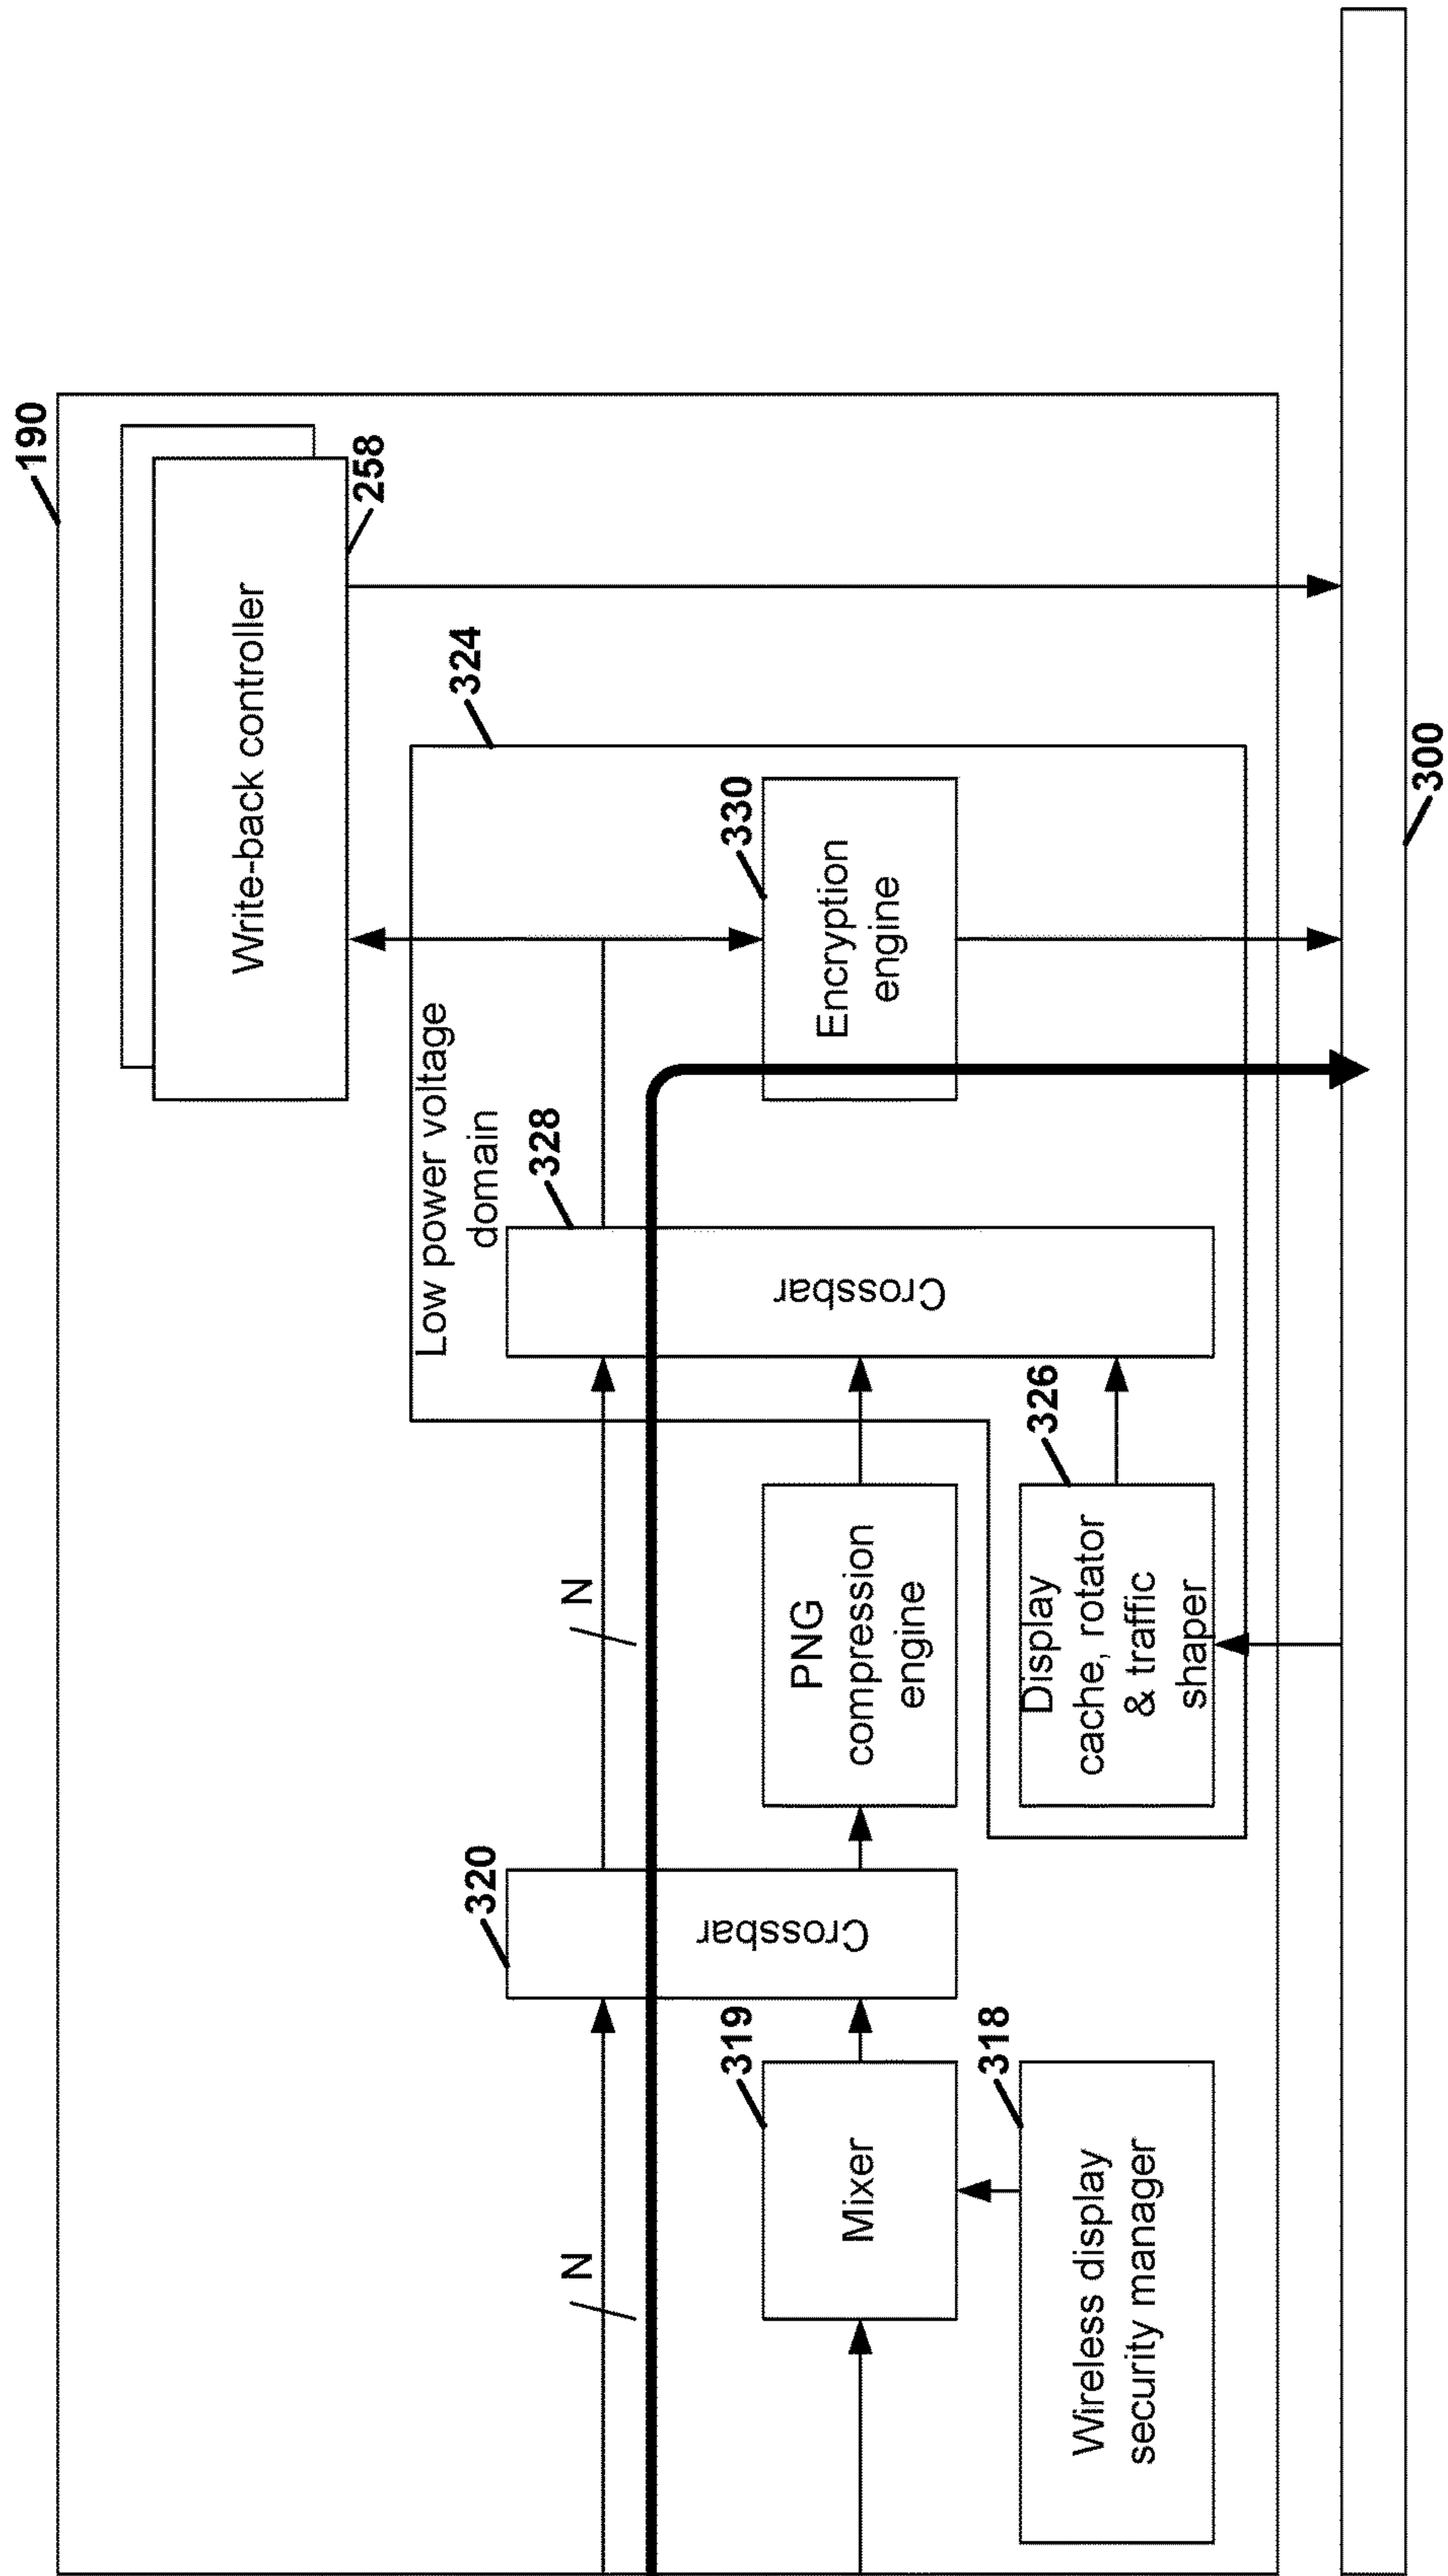 190
Write-back controller
258
324
Low power voltage
domain
328
330
Encryption
engine
Crossbar
326
N
PNG
compression
engine
Display
cache, rotator
& traffic
shaper
320
Crossbar
N
319
Mixer
318
Wireless display
security manager
300